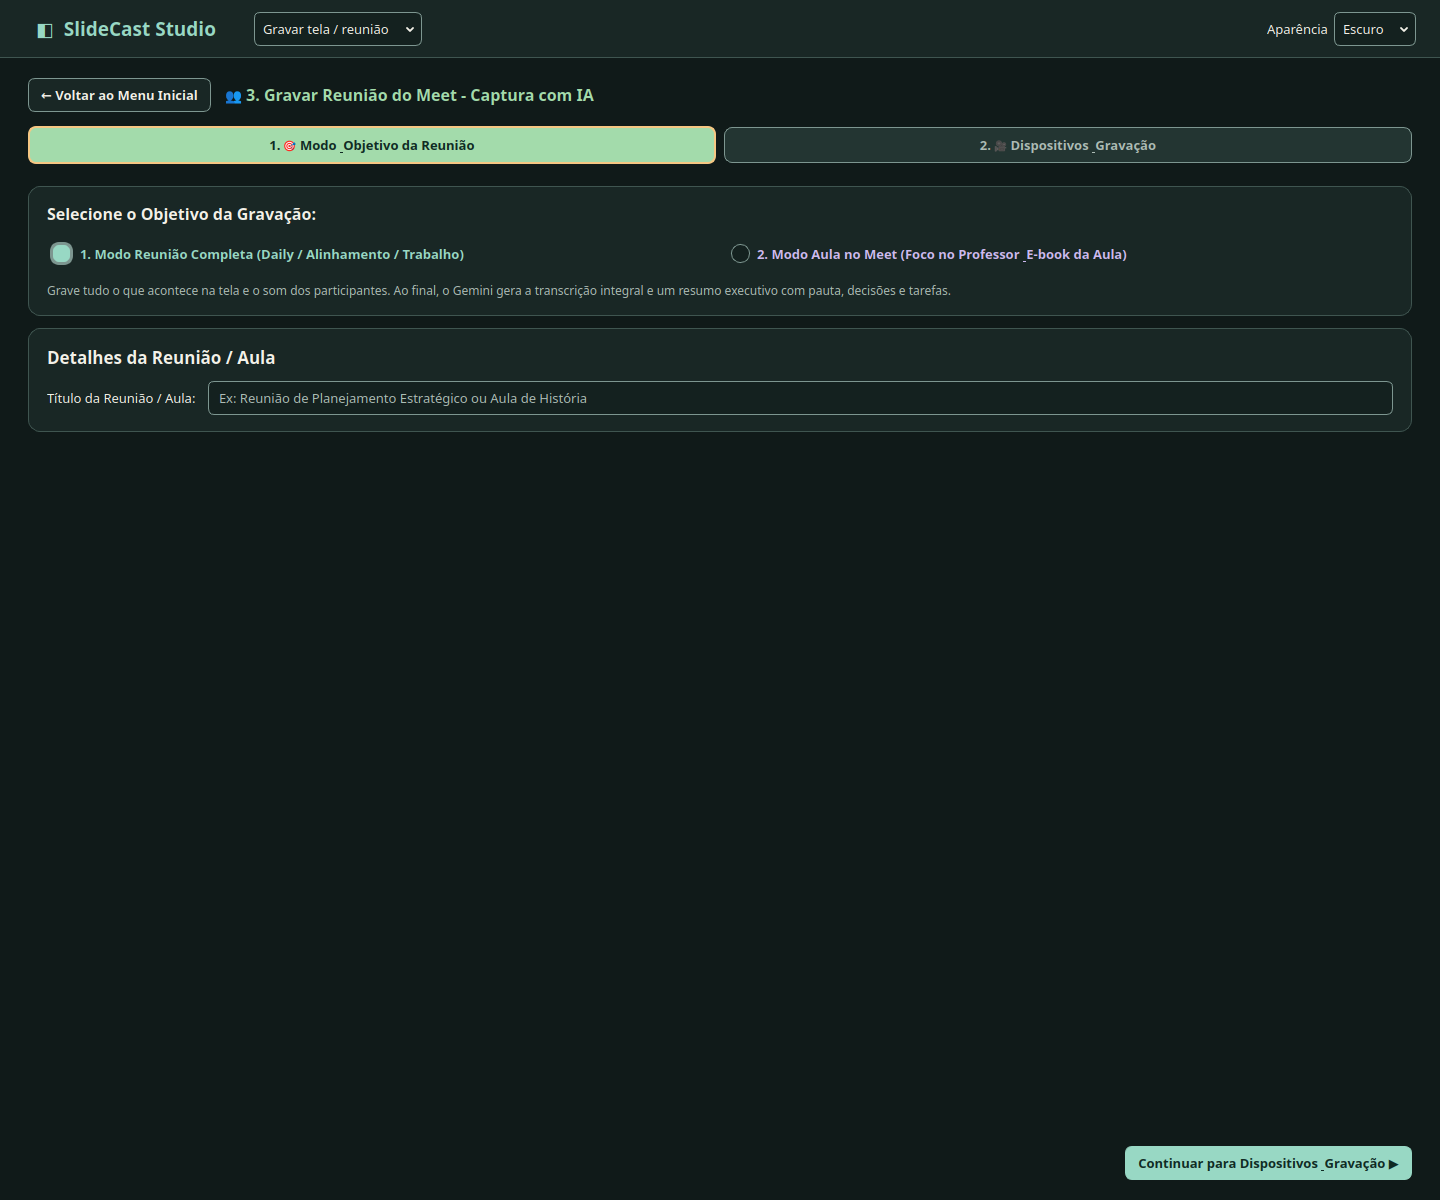 SlideCast Studio
Gravar tela / reunião
Aparência
Escuro
← Voltar ao Menu Inicial
👥 3. Gravar Reunião do Meet - Captura com IA
1. 🎯 Modo _Objetivo da Reunião
2. 🎥 Dispositivos _Gravação
Selecione o Objetivo da Gravação:
1. Modo Reunião Completa (Daily / Alinhamento / Trabalho)
2. Modo Aula no Meet (Foco no Professor _E-book da Aula)
Grave tudo o que acontece na tela e o som dos participantes. Ao final, o Gemini gera a transcrição integral e um resumo executivo com pauta, decisões e tarefas.
Detalhes da Reunião / Aula
Título da Reunião / Aula:
Ex: Reunião de Planejamento Estratégico ou Aula de História
Continuar para Dispositivos _Gravação ▶